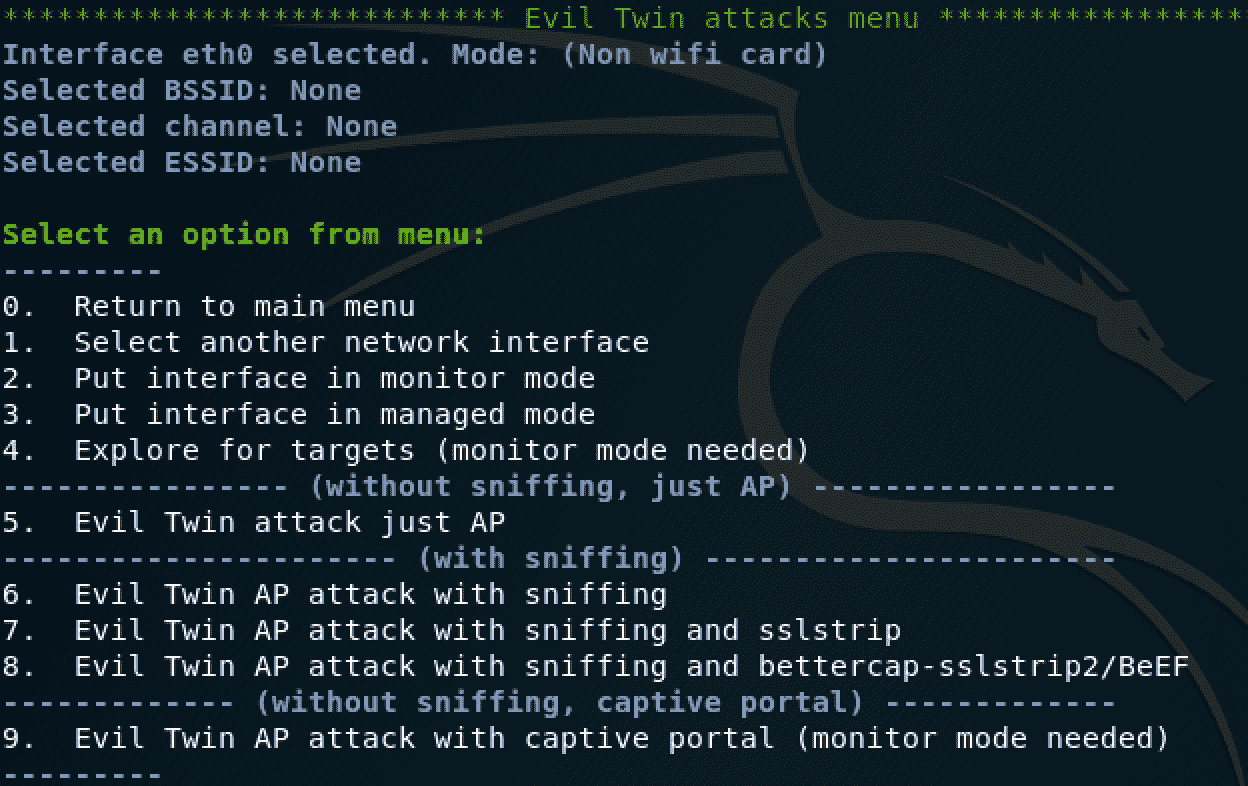 **************************** Evil Twin attacks menu *****************
Interface eth0 selected. Mode: (Non wifi card)
Selected BSSID: None
Selected channel: None
Selected ESSID: None
Select an option from menu:
---------
0.  Return to main menu
1.  Select another network interface
2.  Put interface in monitor mode
3.  Put interface in managed mode
4.  Explore for targets (monitor mode needed)
---------------- (without sniffing, just AP) -----------------
5.  Evil Twin attack just AP
---------------------- (with sniffing) -----------------------
6.  Evil Twin AP attack with sniffing
7.  Evil Twin AP attack with sniffing and sslstrip
8.  Evil Twin AP attack with sniffing and bettercap-sslstrip2/BeEF
------------- (without sniffing, captive portal) -------------
9.  Evil Twin AP attack with captive portal (monitor mode needed)
---------